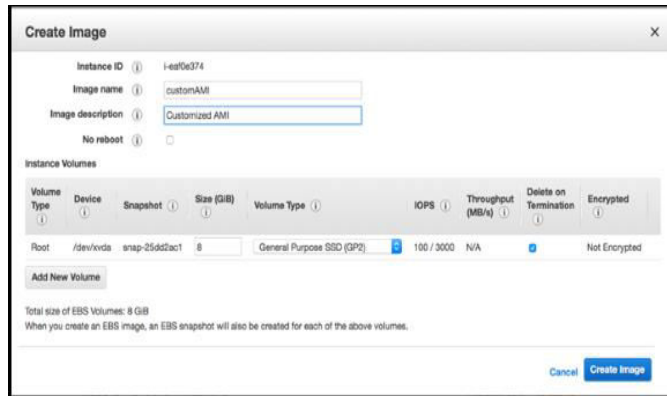 Create Image
×
Instance ID i-eaf0e374
Image name customAMI
Image description Customized AMI
No reboot
Instance Volumes
Volume Type Device Snapshot Size (GiB) Volume Type IOPS Throughput (MB/s) Delete on Termination Encrypted
Root /dev/xvda snap-25dd2ac1 8 General Purpose SSD (GP2) 100 / 3000 N/A Not Encrypted
Add New Volume
Total size of EBS Volumes: 8 GiB
When you create an EBS image, an EBS snapshot will also be created for each of the above volumes.
Cancel Create Image